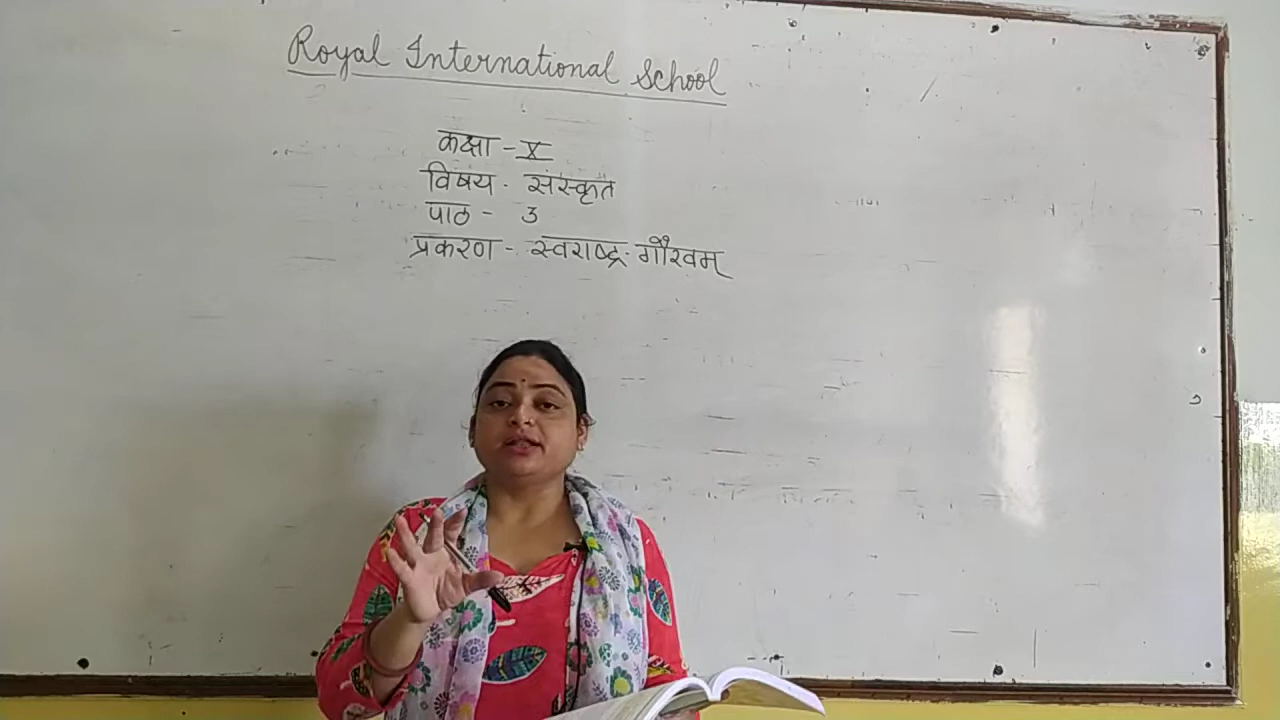 Royal International School
कक्षा - X
विषय - संस्कृत
पाठ - 3
प्रकरण - स्वराष्ट्र-गौरवम्